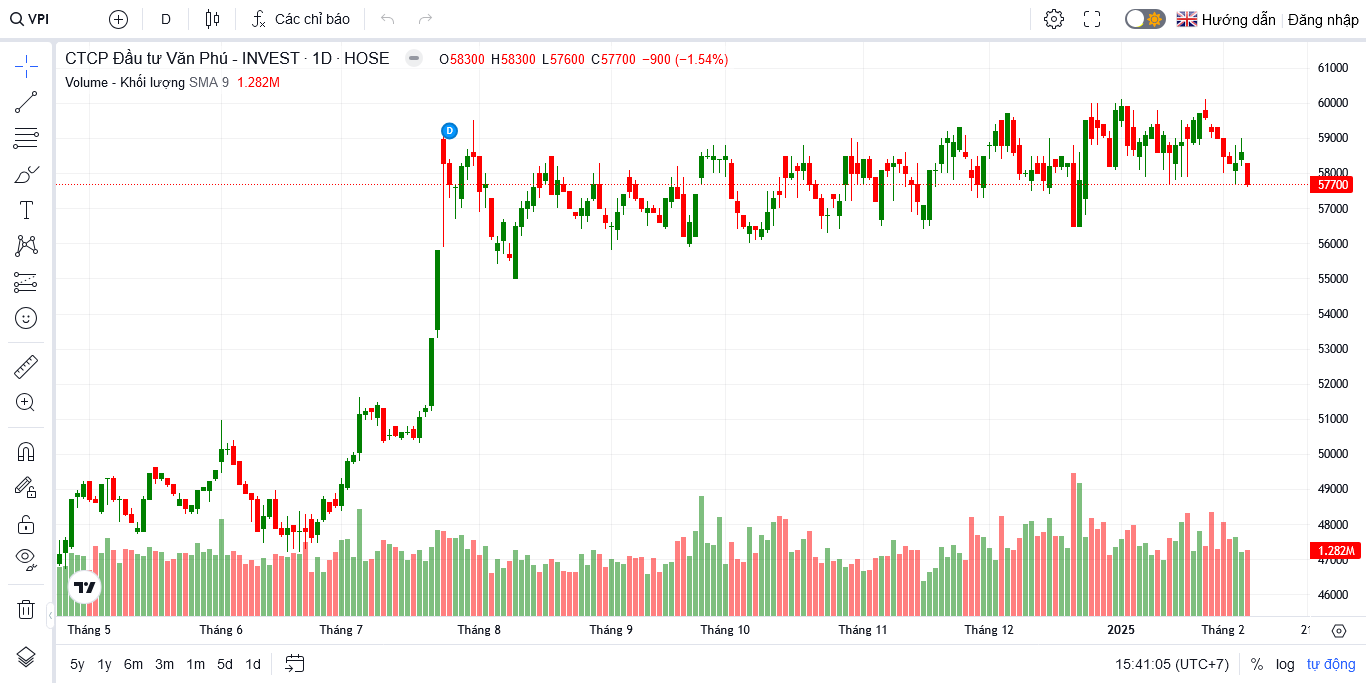 VPI D Các chỉ báo Hướng dẫn Đăng nhập
CTCP Đầu tư Văn Phú - INVEST · 1D · HOSE O58300 H58300 L57600 C57700 −900 (−1.54%)
Volume - Khối lượng SMA 9 1.282M
D
T
61000
60000
59000
58000
57700
57000
56000
55000
54000
53000
52000
51000
50000
49000
48000
1.282M
47000
46000
Tháng 5 Tháng 6 Tháng 7 Tháng 8 Tháng 9 Tháng 10 Tháng 11 Tháng 12 2025 Tháng 2
5y 1y 6m 3m 1m 5d 1d 15:41:05 (UTC+7) % log tự động